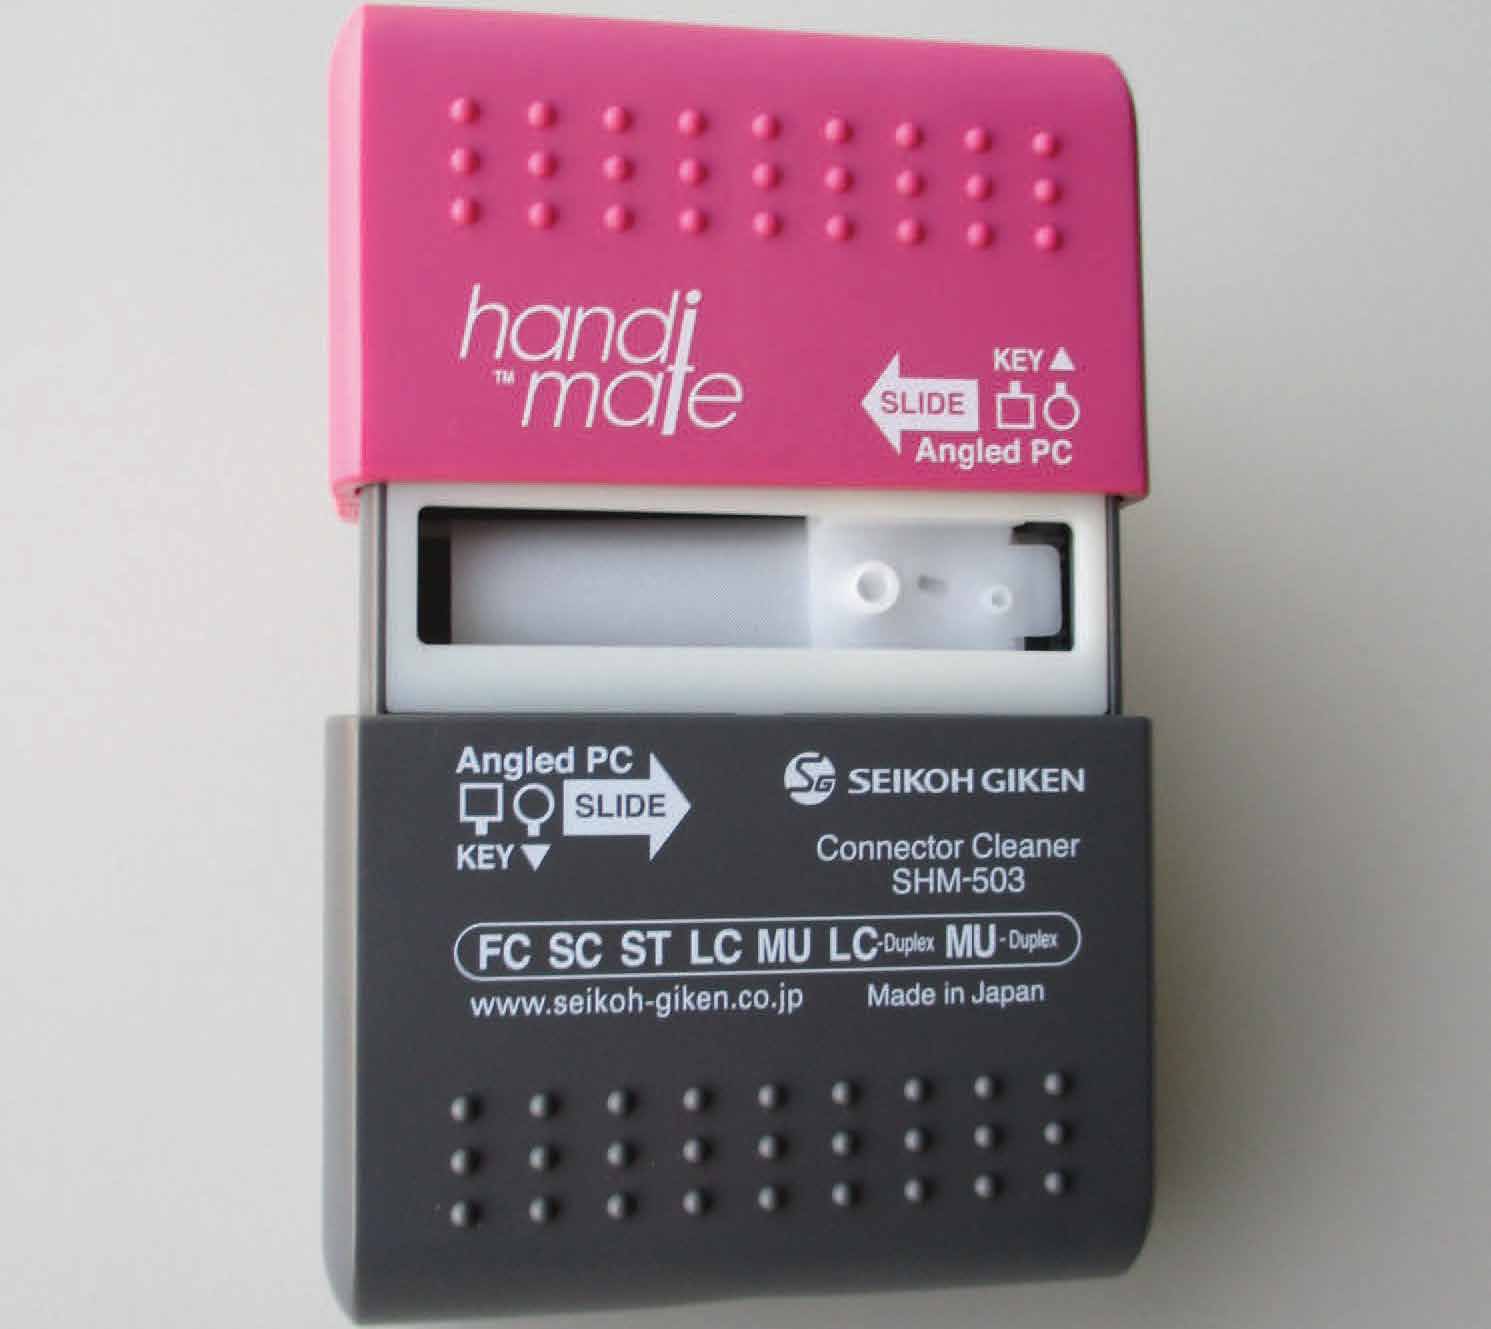 handi
™ mate
KEY ▲
SLIDE
Angled PC
Angled PC
SLIDE
KEY ▼
SG SEIKOH GIKEN
Connector Cleaner
SHM-503
FC SC ST LC MU LC-Duplex MU-Duplex
www.seikoh-giken.co.jp Made in Japan